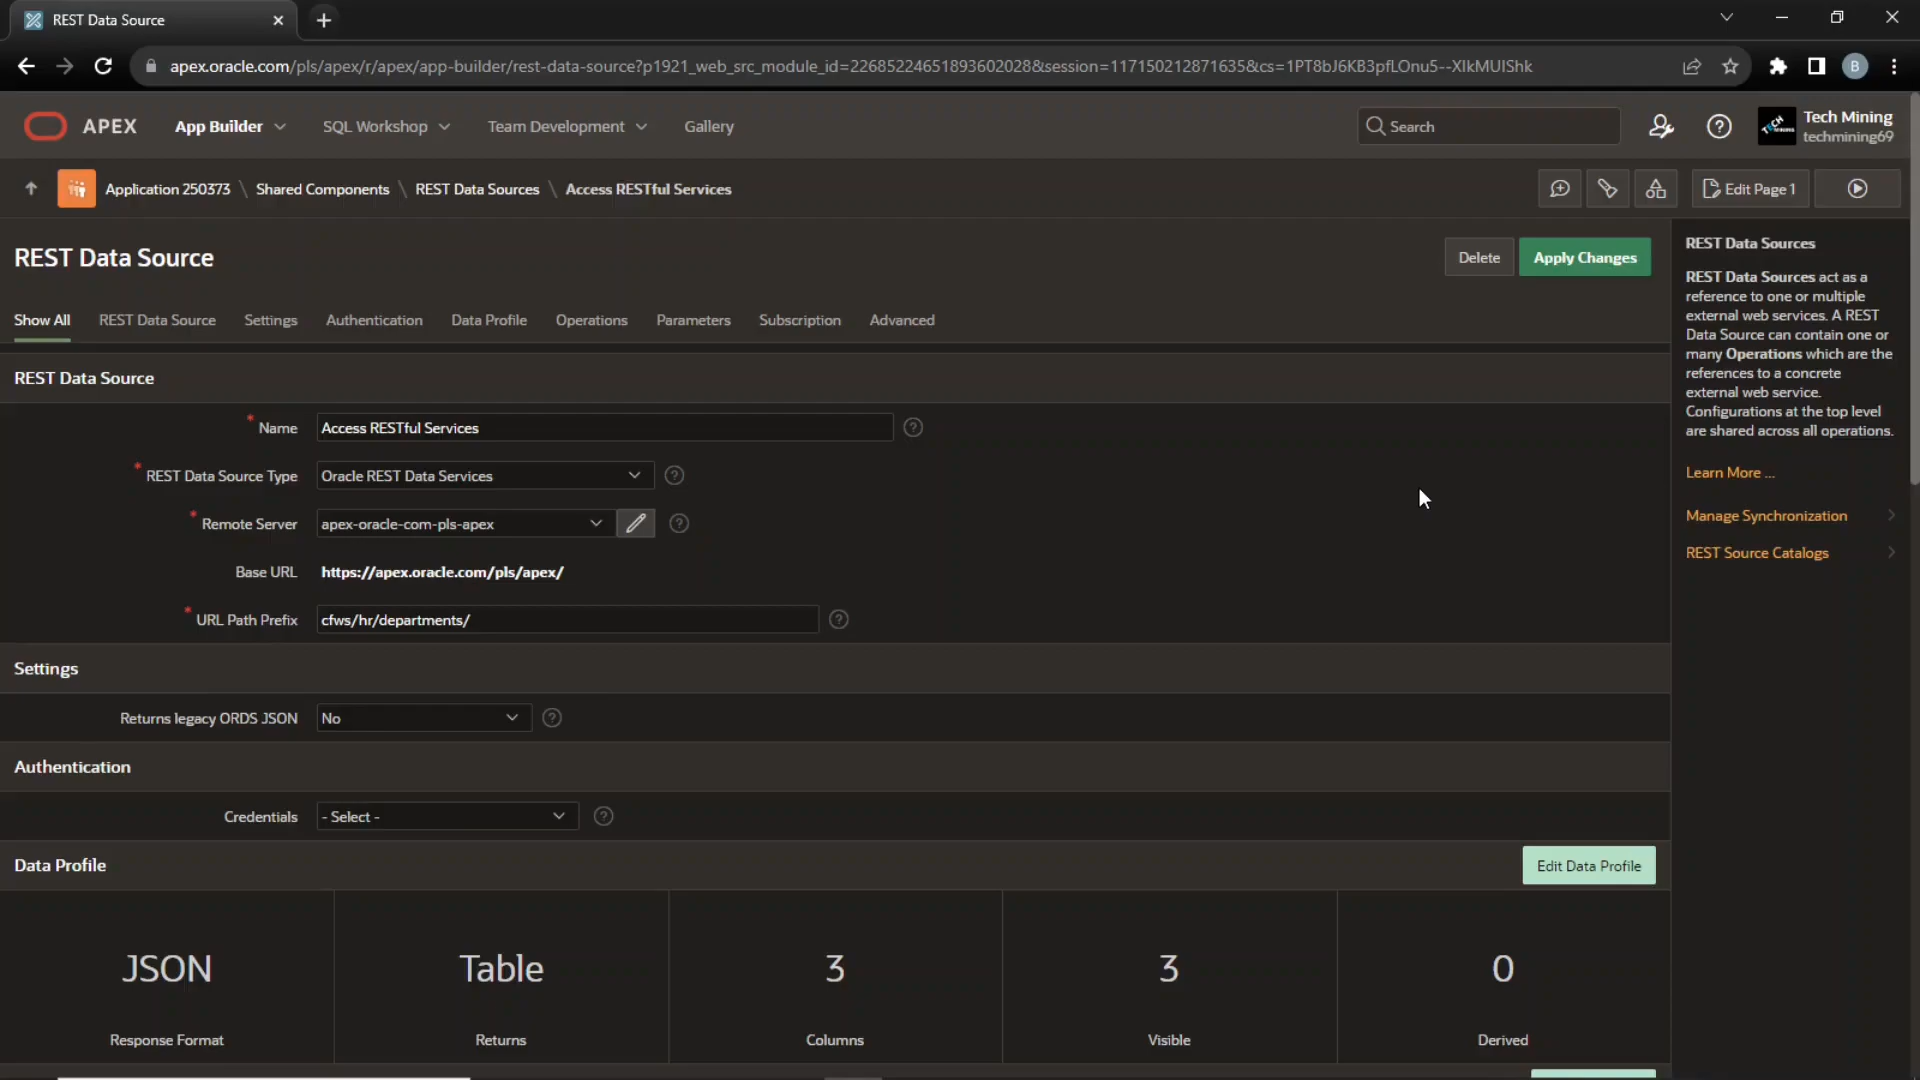 REST Data Source
apex.oracle.com/pls/apex/r/apex/app-builder/rest-data-source?p1921_web_src_module_id=22685224651893602028&session=117150212871635&cs=1PT8bJ6KB3pfLOnu5--XIkMUIShk
B
APEX
App Builder
SQL Workshop
Team Development
Gallery
Search
Tech Mining
techmining69
Application 250373 \ Shared Components \ REST Data Sources \ Access RESTful Services
Edit Page 1
REST Data Source
Delete
Apply Changes
Show All
REST Data Source
Settings
Authentication
Data Profile
Operations
Parameters
Subscription
Advanced
REST Data Source
* Name
Access RESTful Services
* REST Data Source Type
Oracle REST Data Services
* Remote Server
apex-oracle-com-pls-apex
Base URL
https://apex.oracle.com/pls/apex/
* URL Path Prefix
cfws/hr/departments/
Settings
Returns legacy ORDS JSON
No
Authentication
Credentials
- Select -
Data Profile
Edit Data Profile
JSON
Response Format
Table
Returns
3
Columns
3
Visible
0
Derived
REST Data Sources
REST Data Sources act as a
reference to one or multiple
external web services. A REST
Data Source can contain one or
many Operations which are the
references to a concrete
external web service.
Configurations at the top level
are shared across all operations.
Learn More ...
Manage Synchronization
REST Source Catalogs